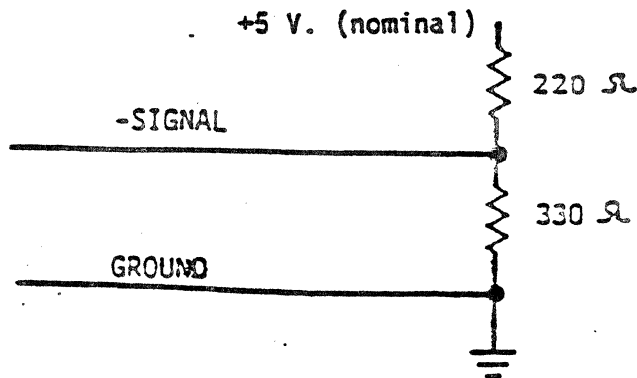 +5 V. (nominal)
220 Ω
-SIGNAL
330 Ω
GROUND